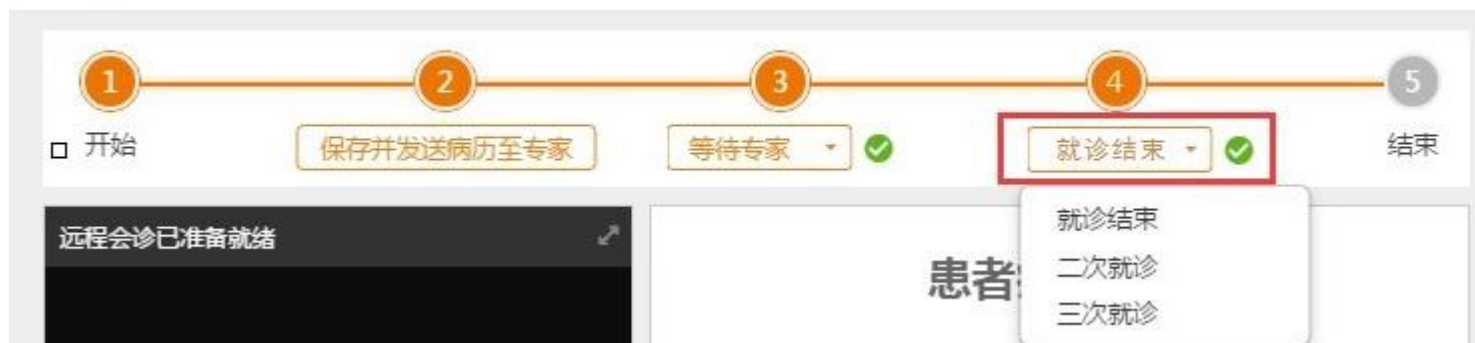 1 2 3 4 5
开始 保存并发送病历至专家 等待专家 就诊结束 结束
远程会诊已准备就绪
就诊结束
患者
二次就诊
三次就诊